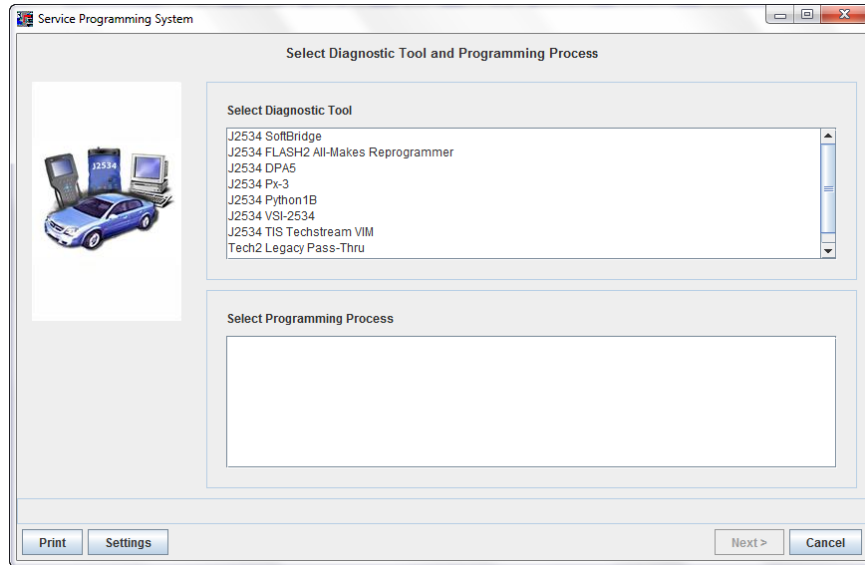 Service Programming System
Select Diagnostic Tool and Programming Process
J2534
Select Diagnostic Tool
J2534 SoftBridge
J2534 FLASH2 All-Makes Reprogrammer
J2534 DPA5
J2534 Px-3
J2534 Python1B
J2534 VSI-2534
J2534 TIS Techstream VIM
Tech2 Legacy Pass-Thru
Select Programming Process
Print
Settings
Next >
Cancel